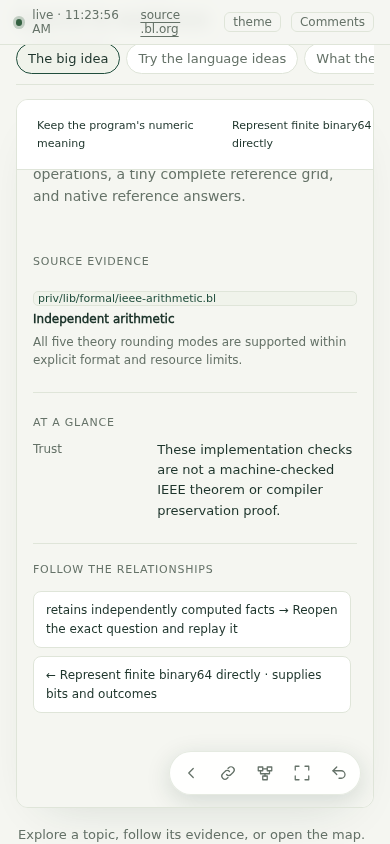 live · 11:23:56 AM
source.bl.org
theme
Comments
The big idea
Try the language ideas
What the
Keep the program's numeric meaning
Represent finite binary64 directly
operations, a tiny complete reference grid,
and native reference answers.
SOURCE EVIDENCE
priv/lib/formal/ieee-arithmetic.bl
Independent arithmetic
All five theory rounding modes are supported within
explicit format and resource limits.
AT A GLANCE
Trust
These implementation checks
are not a machine-checked
IEEE theorem or compiler
preservation proof.
FOLLOW THE RELATIONSHIPS
retains independently computed facts → Reopen
the exact question and replay it
← Represent finite binary64 directly · supplies
bits and outcomes
Explore a topic, follow its evidence, or open the map.